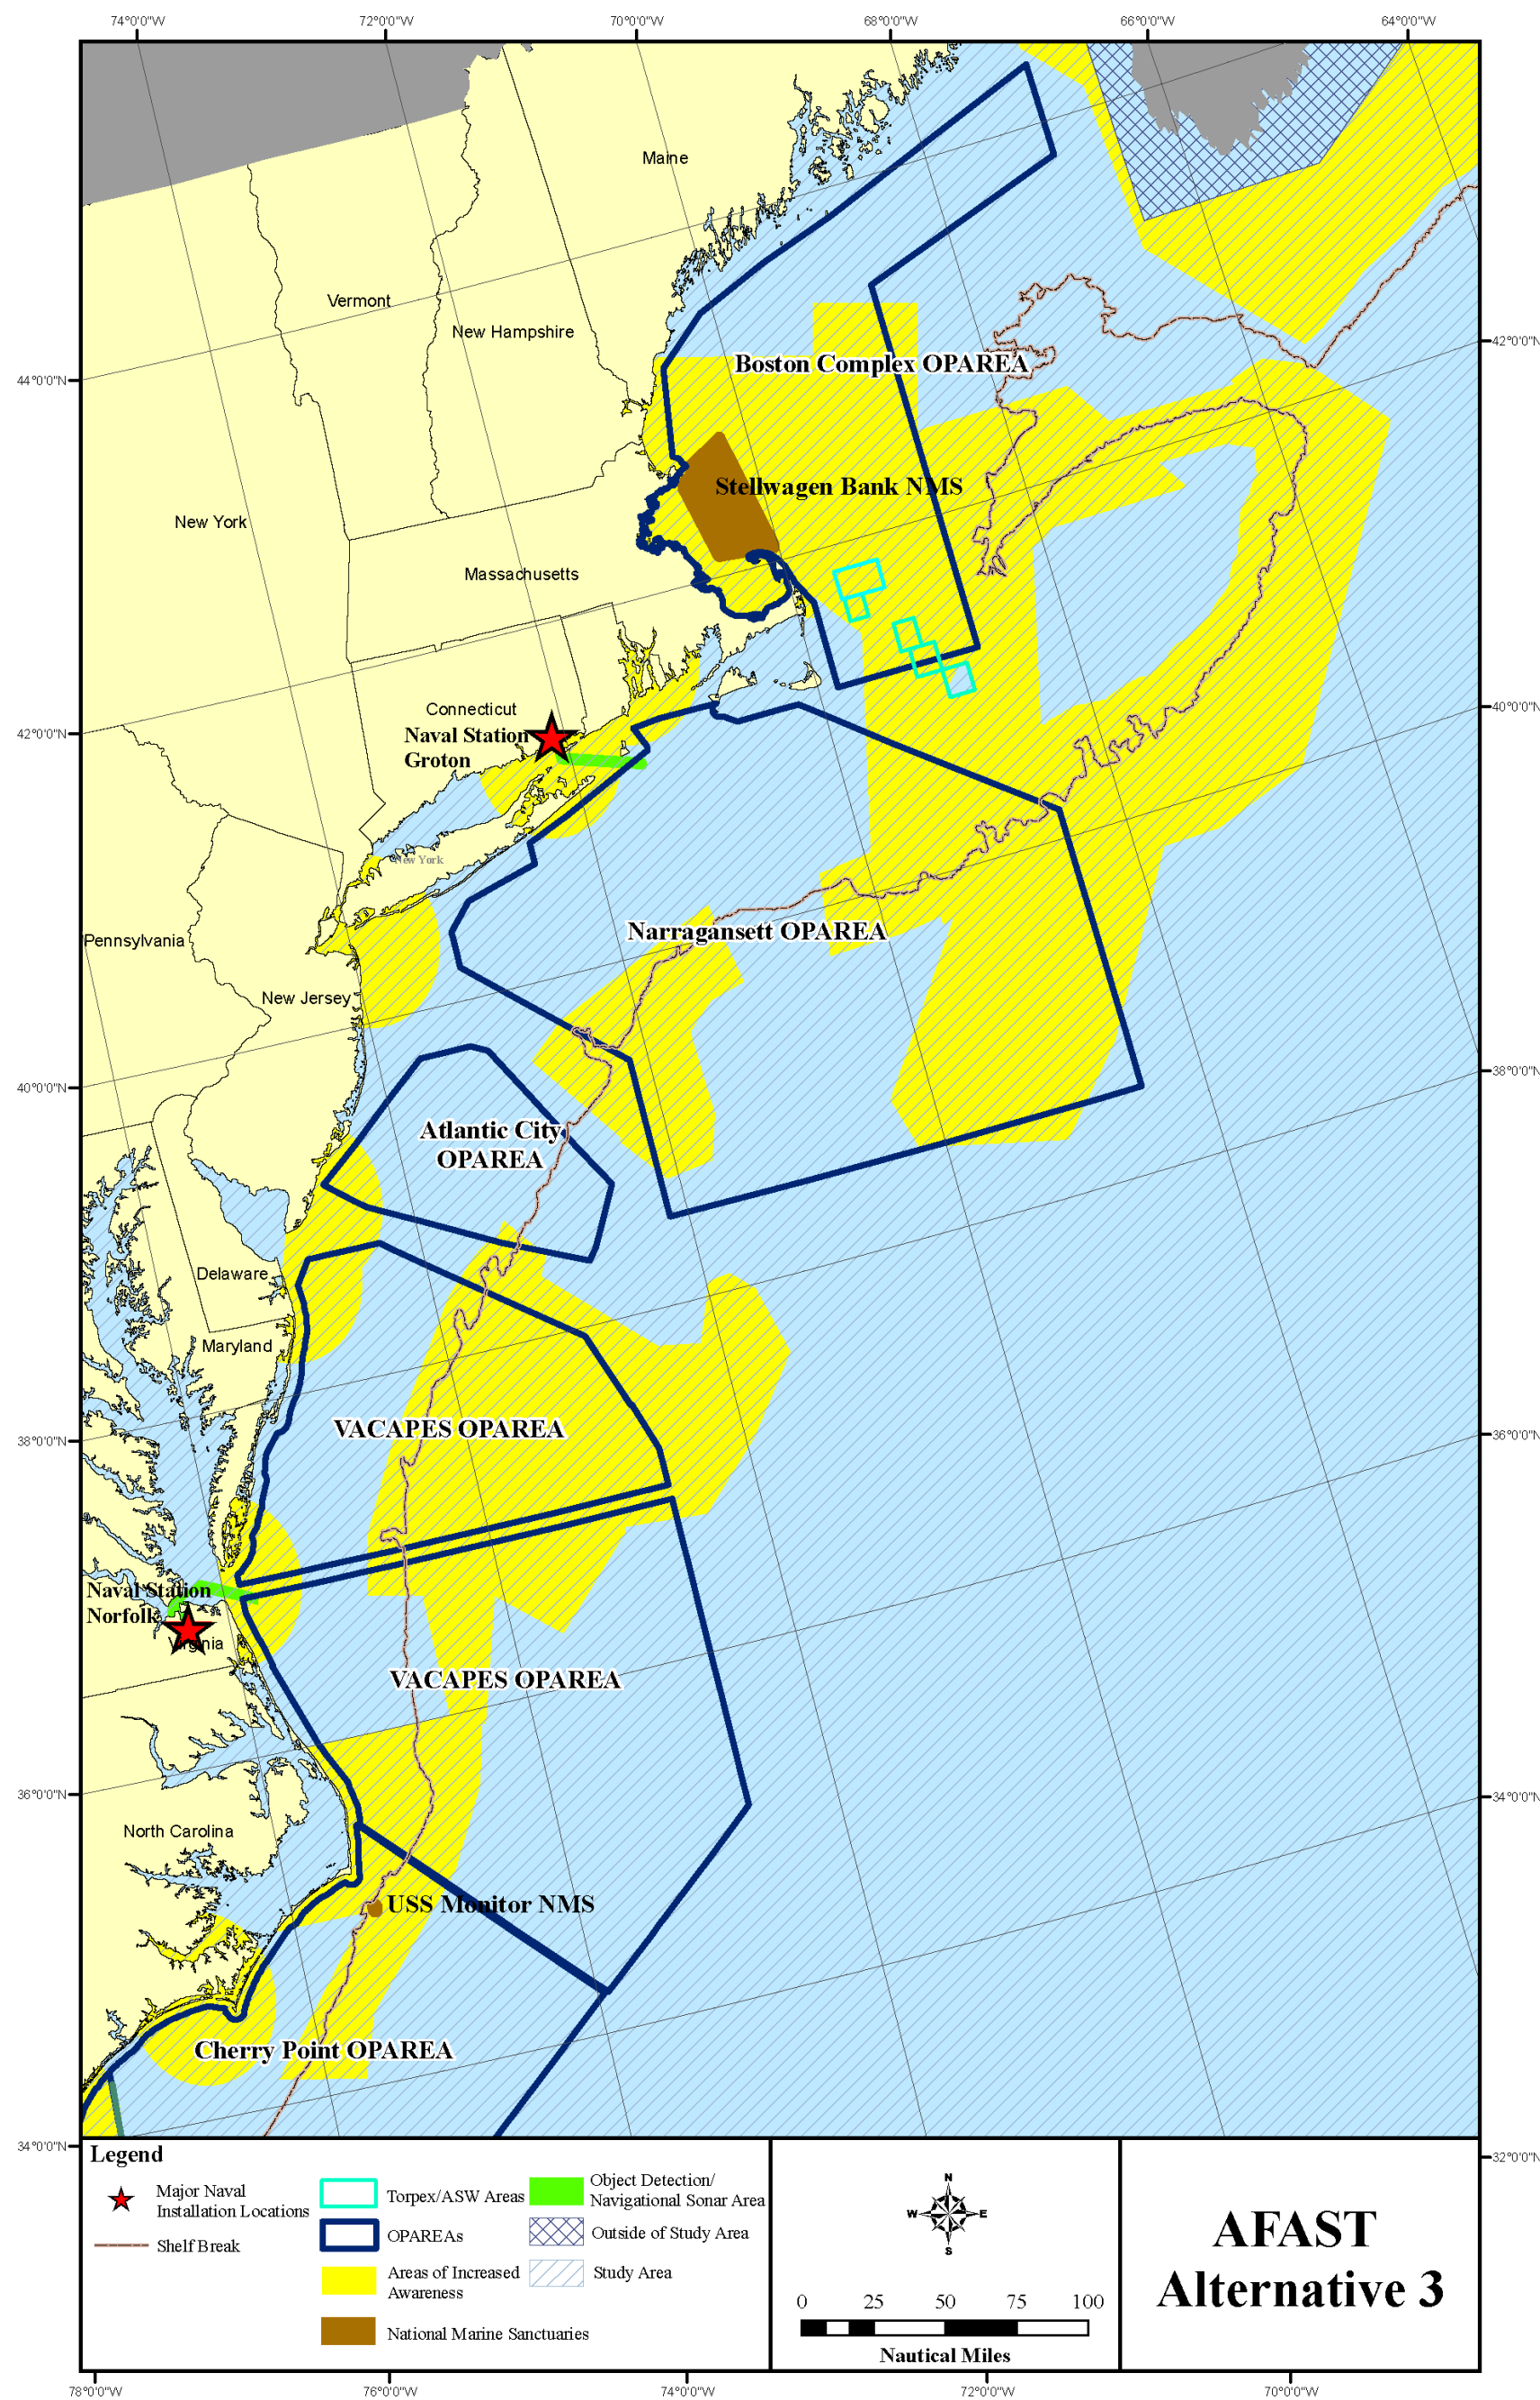 74°0'0"W
72°0'0"W
70°0'0"W
68°0'0"W
66°0'0"W
64°0'0"W
Maine
Vermont
New Hampshire
42°0'0"N
Boston Complex OPAREA
44°0'0"N
Stellwagen Bank NMS
New York
Massachusetts
40°0'0"N
Connecticut
42°0'0"N
Naval Station
Groton
New York
Narragansett OPAREA
Pennsylvania
New Jersey
38°0'0"N
40°0'0"N
Atlantic City
OPAREA
Delaware
Maryland
VACAPES OPAREA
38°0'0"N
36°0'0"N
Naval Station
Norfolk
Virginia
VACAPES OPAREA
36°0'0"N
34°0'0"N
North Carolina
USS Monitor NMS
Cherry Point OPAREA
34°0'0"N
32°0'0"N
Legend
Major Naval
Installation Locations
Shelf Break
Torpex/ASW Areas
OPAREAs
Areas of Increased
Awareness
National Marine Sanctuaries
Object Detection/
Navigational Sonar Area
Outside of Study Area
Study Area
N
W E
S
0 25 50 75 100
Nautical Miles
AFAST
Alternative 3
78°0'0"W
76°0'0"W
74°0'0"W
72°0'0"W
70°0'0"W